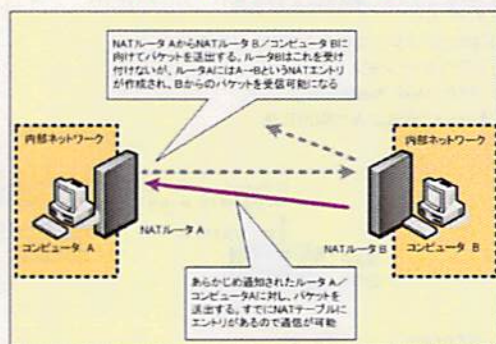 NATルータAからNATルータB/コンピュータBに
向けてパケットを送出する。ルータBはこれを受け
付けないが、ルータAにはA→BというNATエントリ
が作成され、Bからのパケットを受信可能になる
内部ネットワーク
内部ネットワーク
コンピュータ A
NATルータ A
NATルータ B
コンピュータ B
あらかじめ通知されたルータA/
コンピュータAに対し、パケットを
送出する。すでにNATテーブルに
エントリがあるので通信が可能